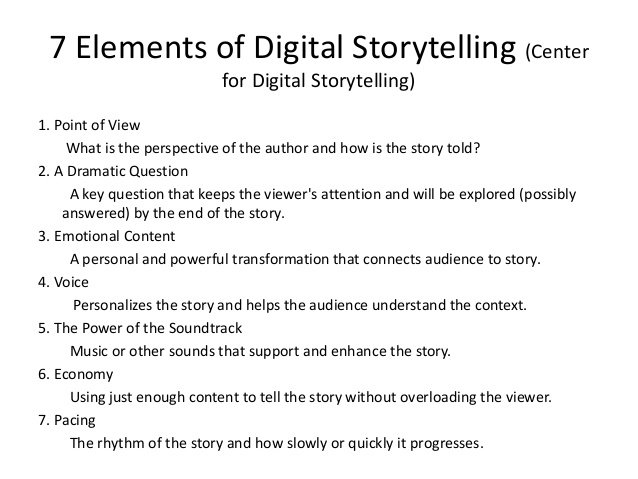 7 Elements of Digital Storytelling (Center
for Digital Storytelling)
1. Point of View
What is the perspective of the author and how is the story told?
2. A Dramatic Question
A key question that keeps the viewer's attention and will be explored (possibly
answered) by the end of the story.
3. Emotional Content
A personal and powerful transformation that connects audience to story.
4. Voice
Personalizes the story and helps the audience understand the context.
5. The Power of the Soundtrack
Music or other sounds that support and enhance the story.
6. Economy
Using just enough content to tell the story without overloading the viewer.
7. Pacing
The rhythm of the story and how slowly or quickly it progresses.